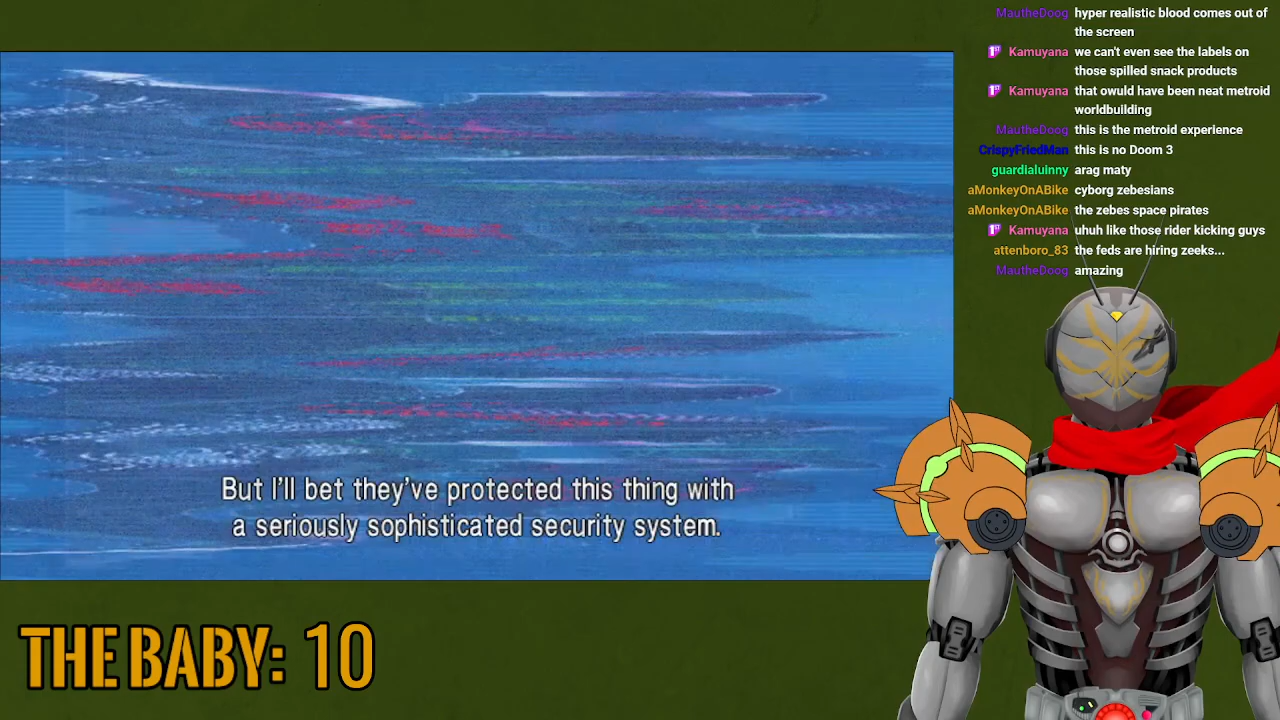 MautheDoog hyper realistic blood comes out of
the screen
Kamuyana we can't even see the labels on
those spilled snack products
Kamuyana that owuld have been neat metroid
worldbuilding
MautheDoog this is the metroid experience
CrispyFriedMan this is no Doom 3
guardialuinny arag maty
aMonkeyOnABike cyborg zebesians
aMonkeyOnABike the zebes space pirates
Kamuyana uhuh like those rider kicking guys
attenboro_83 the feds are hiring zeeks...
MautheDoog amazing
But I'll bet they've protected this thing with
a seriously sophisticated security system.
THE BABY: 10